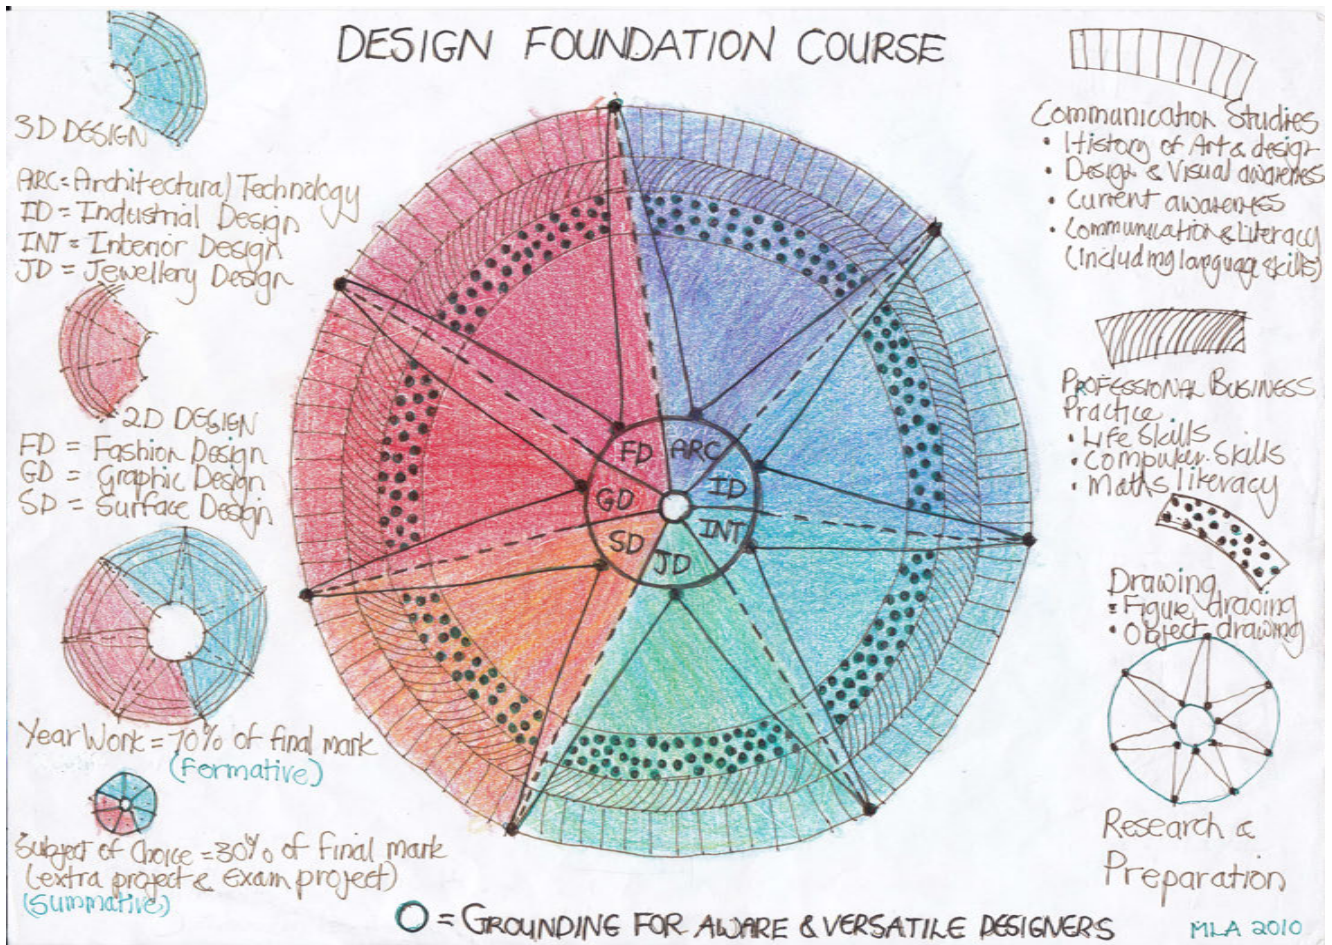 DESIGN FOUNDATION COURSE
3D DESIGN
ARC = Architectural Technology
ID = Industrial Design
INT = Interior Design
JD = Jewellery Design
2D DESIGN
FD = Fashion Design
GD = Graphic Design
SD = Surface Design
Year Work = 70% of final mark
(formative)
Subject of Choice = 30% of final mark
(extra project & Exam project)
(Summative)
FD
ARC
GD
ID
SD
INT
JD
Communication Studies
• History of Art & design
• Design & Visual awareness
• Current awareness
• Communication & Literacy
(including language skills)
PROFESSIONAL BUSINESS
Practice
• Life Skills
• Computer Skills
• Maths literacy
Drawing
• Figure drawing
• Object drawing
Research &
Preparation
O = GROUNDING FOR AWARE & VERSATILE DESIGNERS
MLA 2010